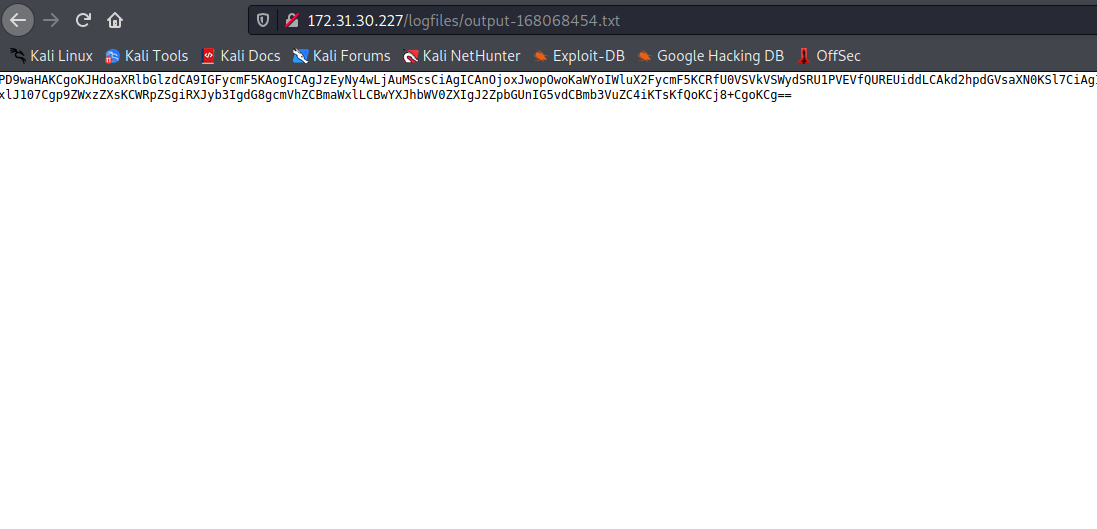 172.31.30.227/logfiles/output-168068454.txt
Kali Linux Kali Tools Kali Docs Kali Forums Kali NetHunter Exploit-DB Google Hacking DB OffSec
PD9waHAKCgoKJHdoaXRlbGlzdCA9IGFycmF5KAogICAgJzEyNy4wLjAuMScsCiAgICAnOjoxJwopOwoKaWYoIWluX2FycmF5KCRfU0VSVkVSWydSRU1PVEVfQUREUiddLCAkd2hpdGVsaXN0KSl7CiAgI
xlJ107Cgp9ZWxzZXsKCWRpZSgiRXJyb3IgdG8gcmVhZCBmaWxlLCBwYXJhbWV0ZXIgJ2ZpbGUnIG5vdCBmb3VuZC4iKTsKfQoKCj8+CgoKCg==